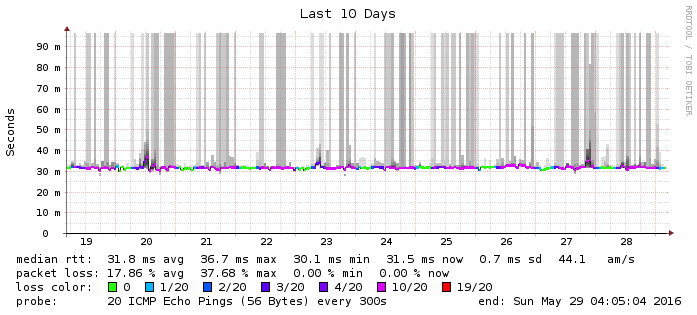 Last 10 Days
RRDTOOL / TOBI OETIKER
Seconds
90 m
80 m
70 m
60 m
50 m
40 m
30 m
20 m
10 m
0
19 20 21 22 23 24 25 26 27 28
median rtt: 31.8 ms avg 36.7 ms max 30.1 ms min 31.5 ms now 0.7 ms sd 44.1 am/s
packet loss: 17.86 % avg 37.68 % max 0.00 % min 0.00 % now
loss color: 0 1/20 2/20 3/20 4/20 10/20 19/20
probe: 20 ICMP Echo Pings (56 Bytes) every 300s end: Sun May 29 04:05:04 2016